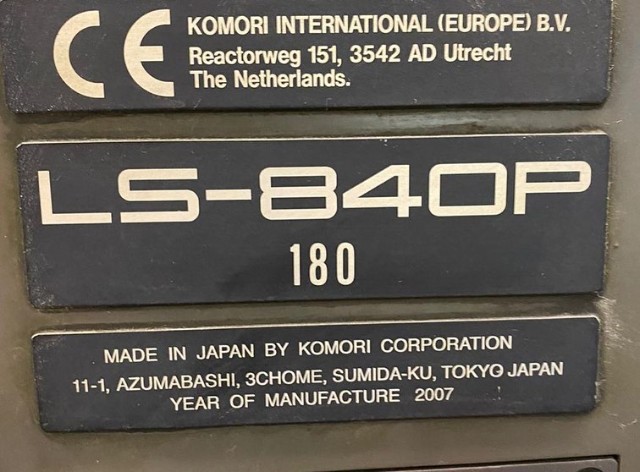 CE KOMORI INTERNATIONAL (EUROPE) B.V.
Reactorweg 151, 3542 AD Utrecht
The Netherlands.
LS-840P
180
MADE IN JAPAN BY KOMORI CORPORATION
11-1, AZUMABASHI, 3CHOME, SUMIDA-KU, TOKYO JAPAN
YEAR OF MANUFACTURE 2007